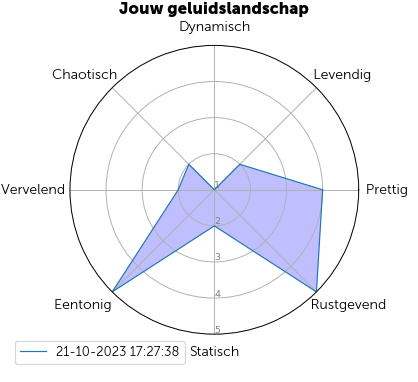 Jouw geluidslandschap
Dynamisch
Chaotisch
Levendig
1
Vervelend
Prettig
2
3
4
Eentonig
Rustgevend
5
21-10-2023 17:27:38
Statisch